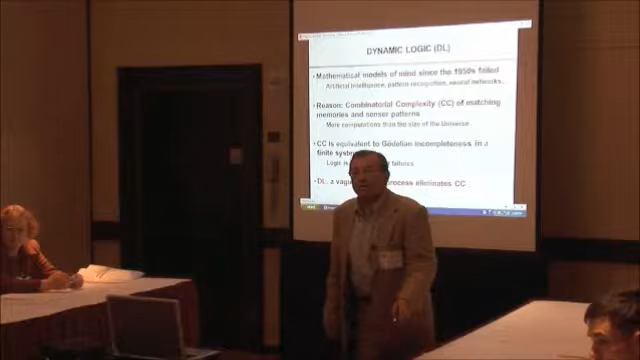 DYNAMIC LOGIC (DL)
• Mathematical models of mind since the 1950s failed
Artificial Intelligence, pattern recognition, neural networks..
• Reason: Combinatorial Complexity (CC) of matching
memories and sensor patterns
More computations than the size of the Universe
• CC is equivalent to Gödelian incompleteness in a
finite
Logic is failures
• DL, a process eliminates CC